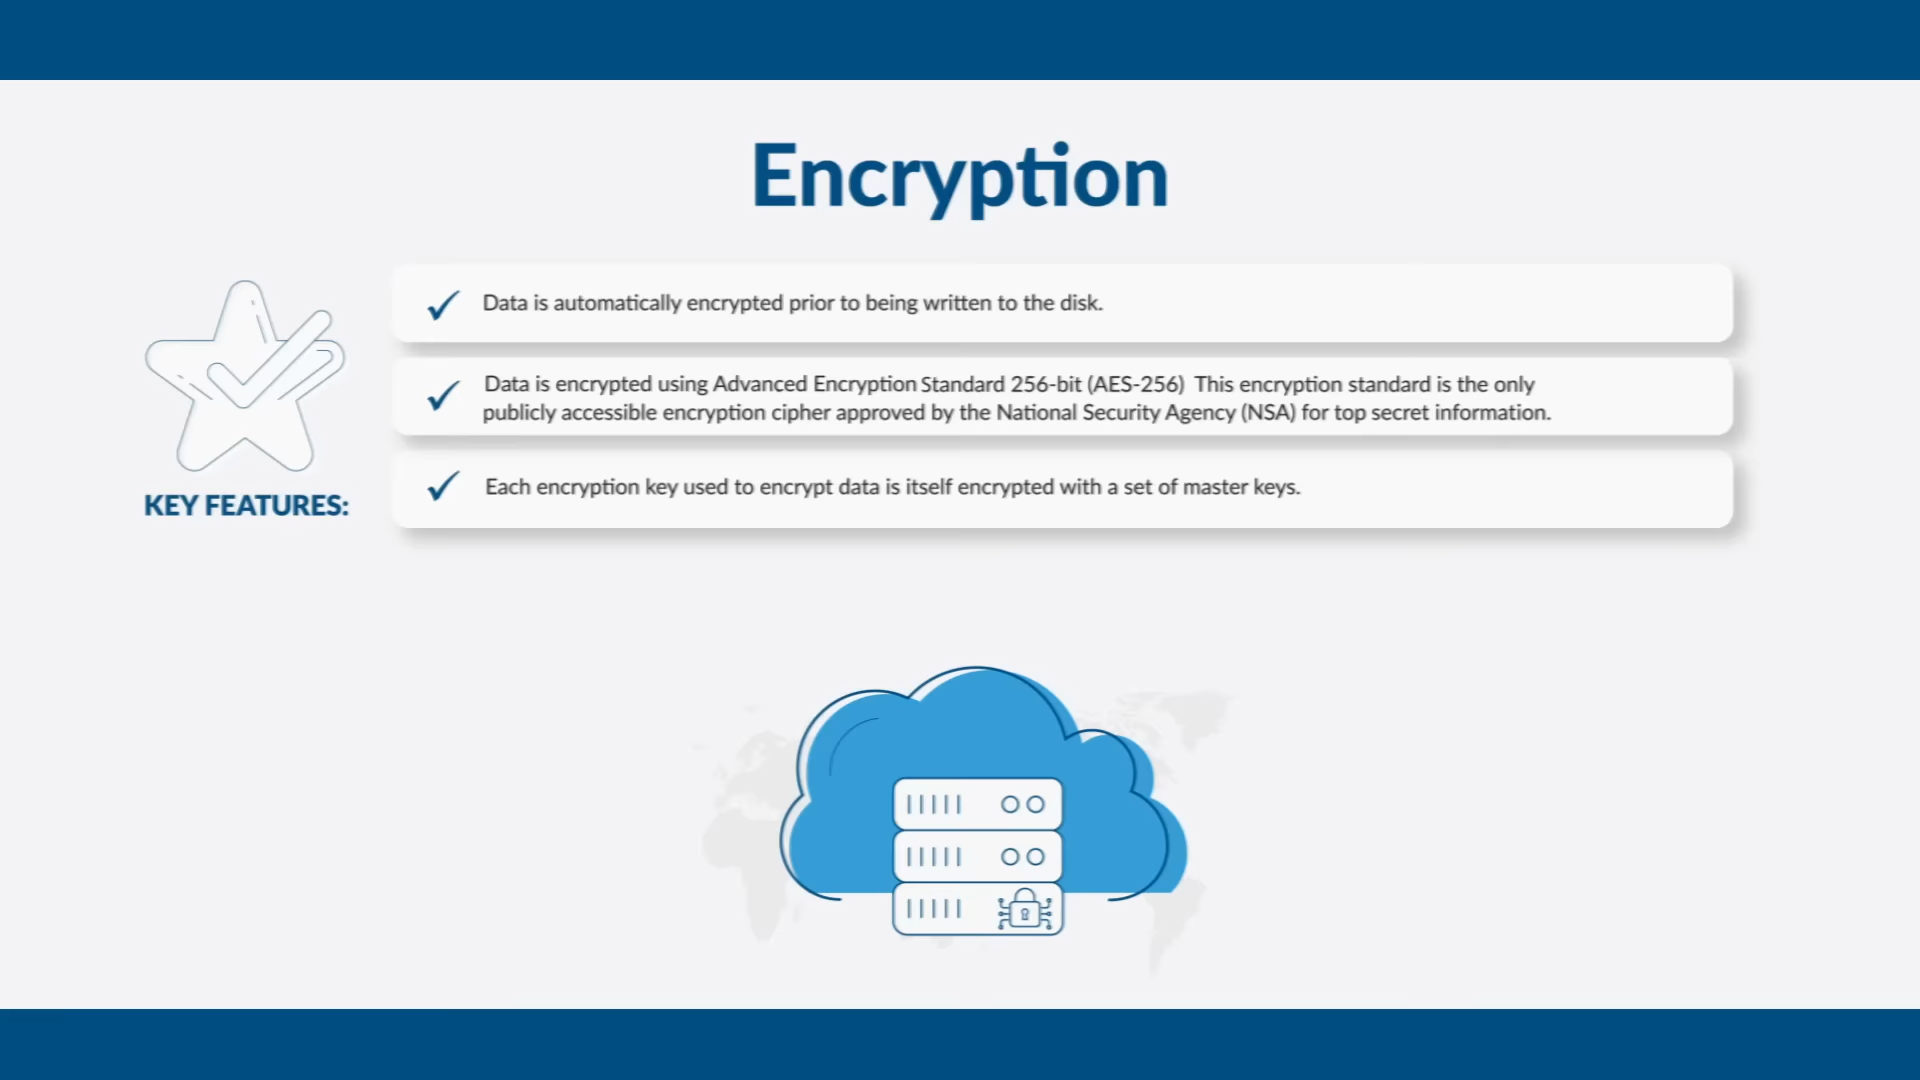 Encryption
Data is automatically encrypted prior to being written to the disk.
Data is encrypted using Advanced Encryption Standard 256-bit (AES-256) This encryption standard is the only
publicly accessible encryption cipher approved by the National Security Agency (NSA) for top secret information.
Each encryption key used to encrypt data is itself encrypted with a set of master keys.
KEY FEATURES: